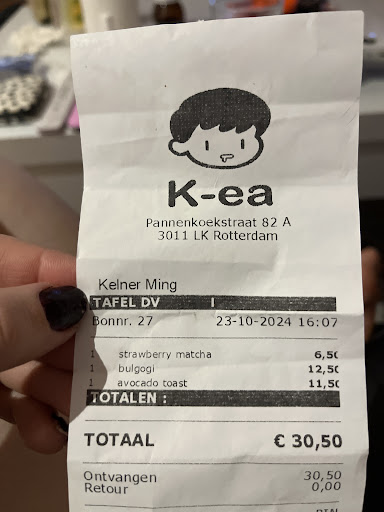 K-ea
Pannenkoekstraat 82 A
3011 LK Rotterdam
Kelner Ming
TAFEL DV I
Bonnr. 27 23-10-2024 16:07
1 strawberry matcha 6,50
1 bulgogi 12,50
1 avocado toast 11,50
TOTALEN :
TOTAAL € 30,50
Ontvangen 30,50
Retour 0,00